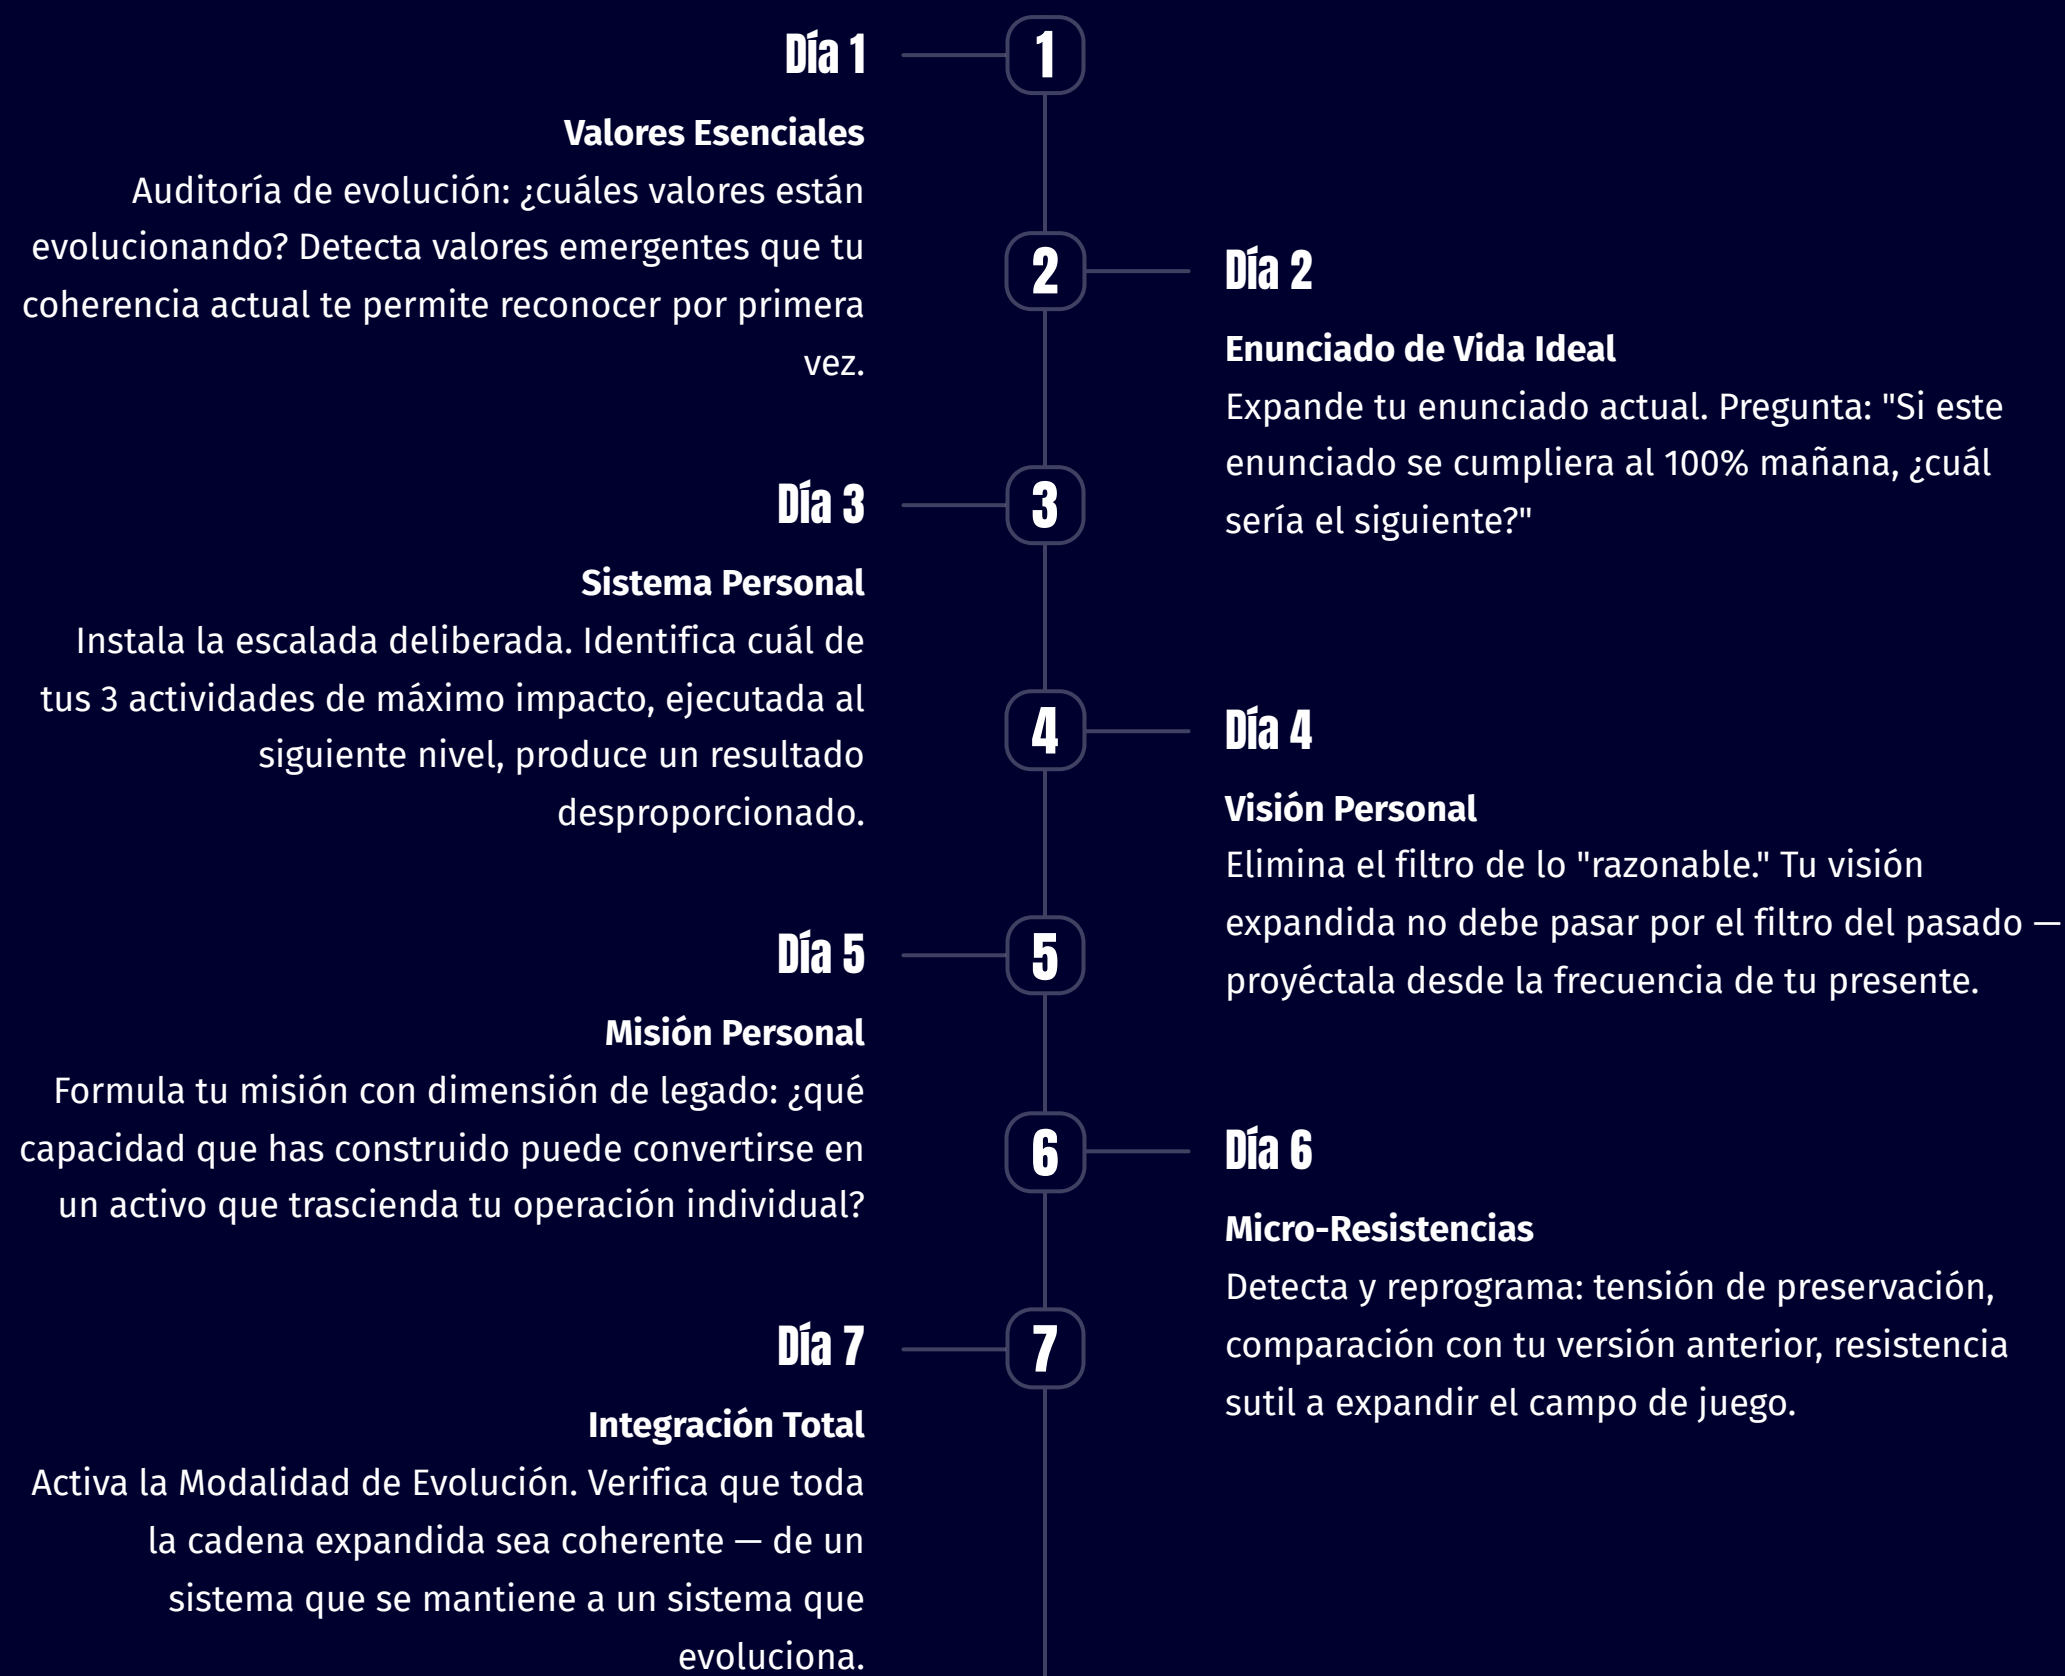 Día 1
1
Valores Esenciales
Auditoría de evolución: ¿cuáles valores están
evolucionando? Detecta valores emergentes que tu
coherencia actual te permite reconocer por primera
vez.
2
Día 2
Enunciado de Vida Ideal
Expande tu enunciado actual. Pregunta: "Si este
enunciado se cumpliera al 100% mañana, ¿cuál
sería el siguiente?"
Día 3
3
Sistema Personal
Instala la escalada deliberada. Identifica cuál de
tus 3 actividades de máximo impacto, ejecutada al
siguiente nivel, produce un resultado
desproporcionado.
4
Día 4
Visión Personal
Elimina el filtro de lo "razonable." Tu visión
expandida no debe pasar por el filtro del pasado —
proyéctala desde la frecuencia de tu presente.
Día 5
5
Misión Personal
Formula tu misión con dimensión de legado: ¿qué
capacidad que has construido puede convertirse en
un activo que trascienda tu operación individual?
6
Día 6
Micro-Resistencias
Detecta y reprograma: tensión de preservación,
comparación con tu versión anterior, resistencia
sutil a expandir el campo de juego.
Día 7
7
Integración Total
Activa la Modalidad de Evolución. Verifica que toda
la cadena expandida sea coherente — de un
sistema que se mantiene a un sistema que
evoluciona.